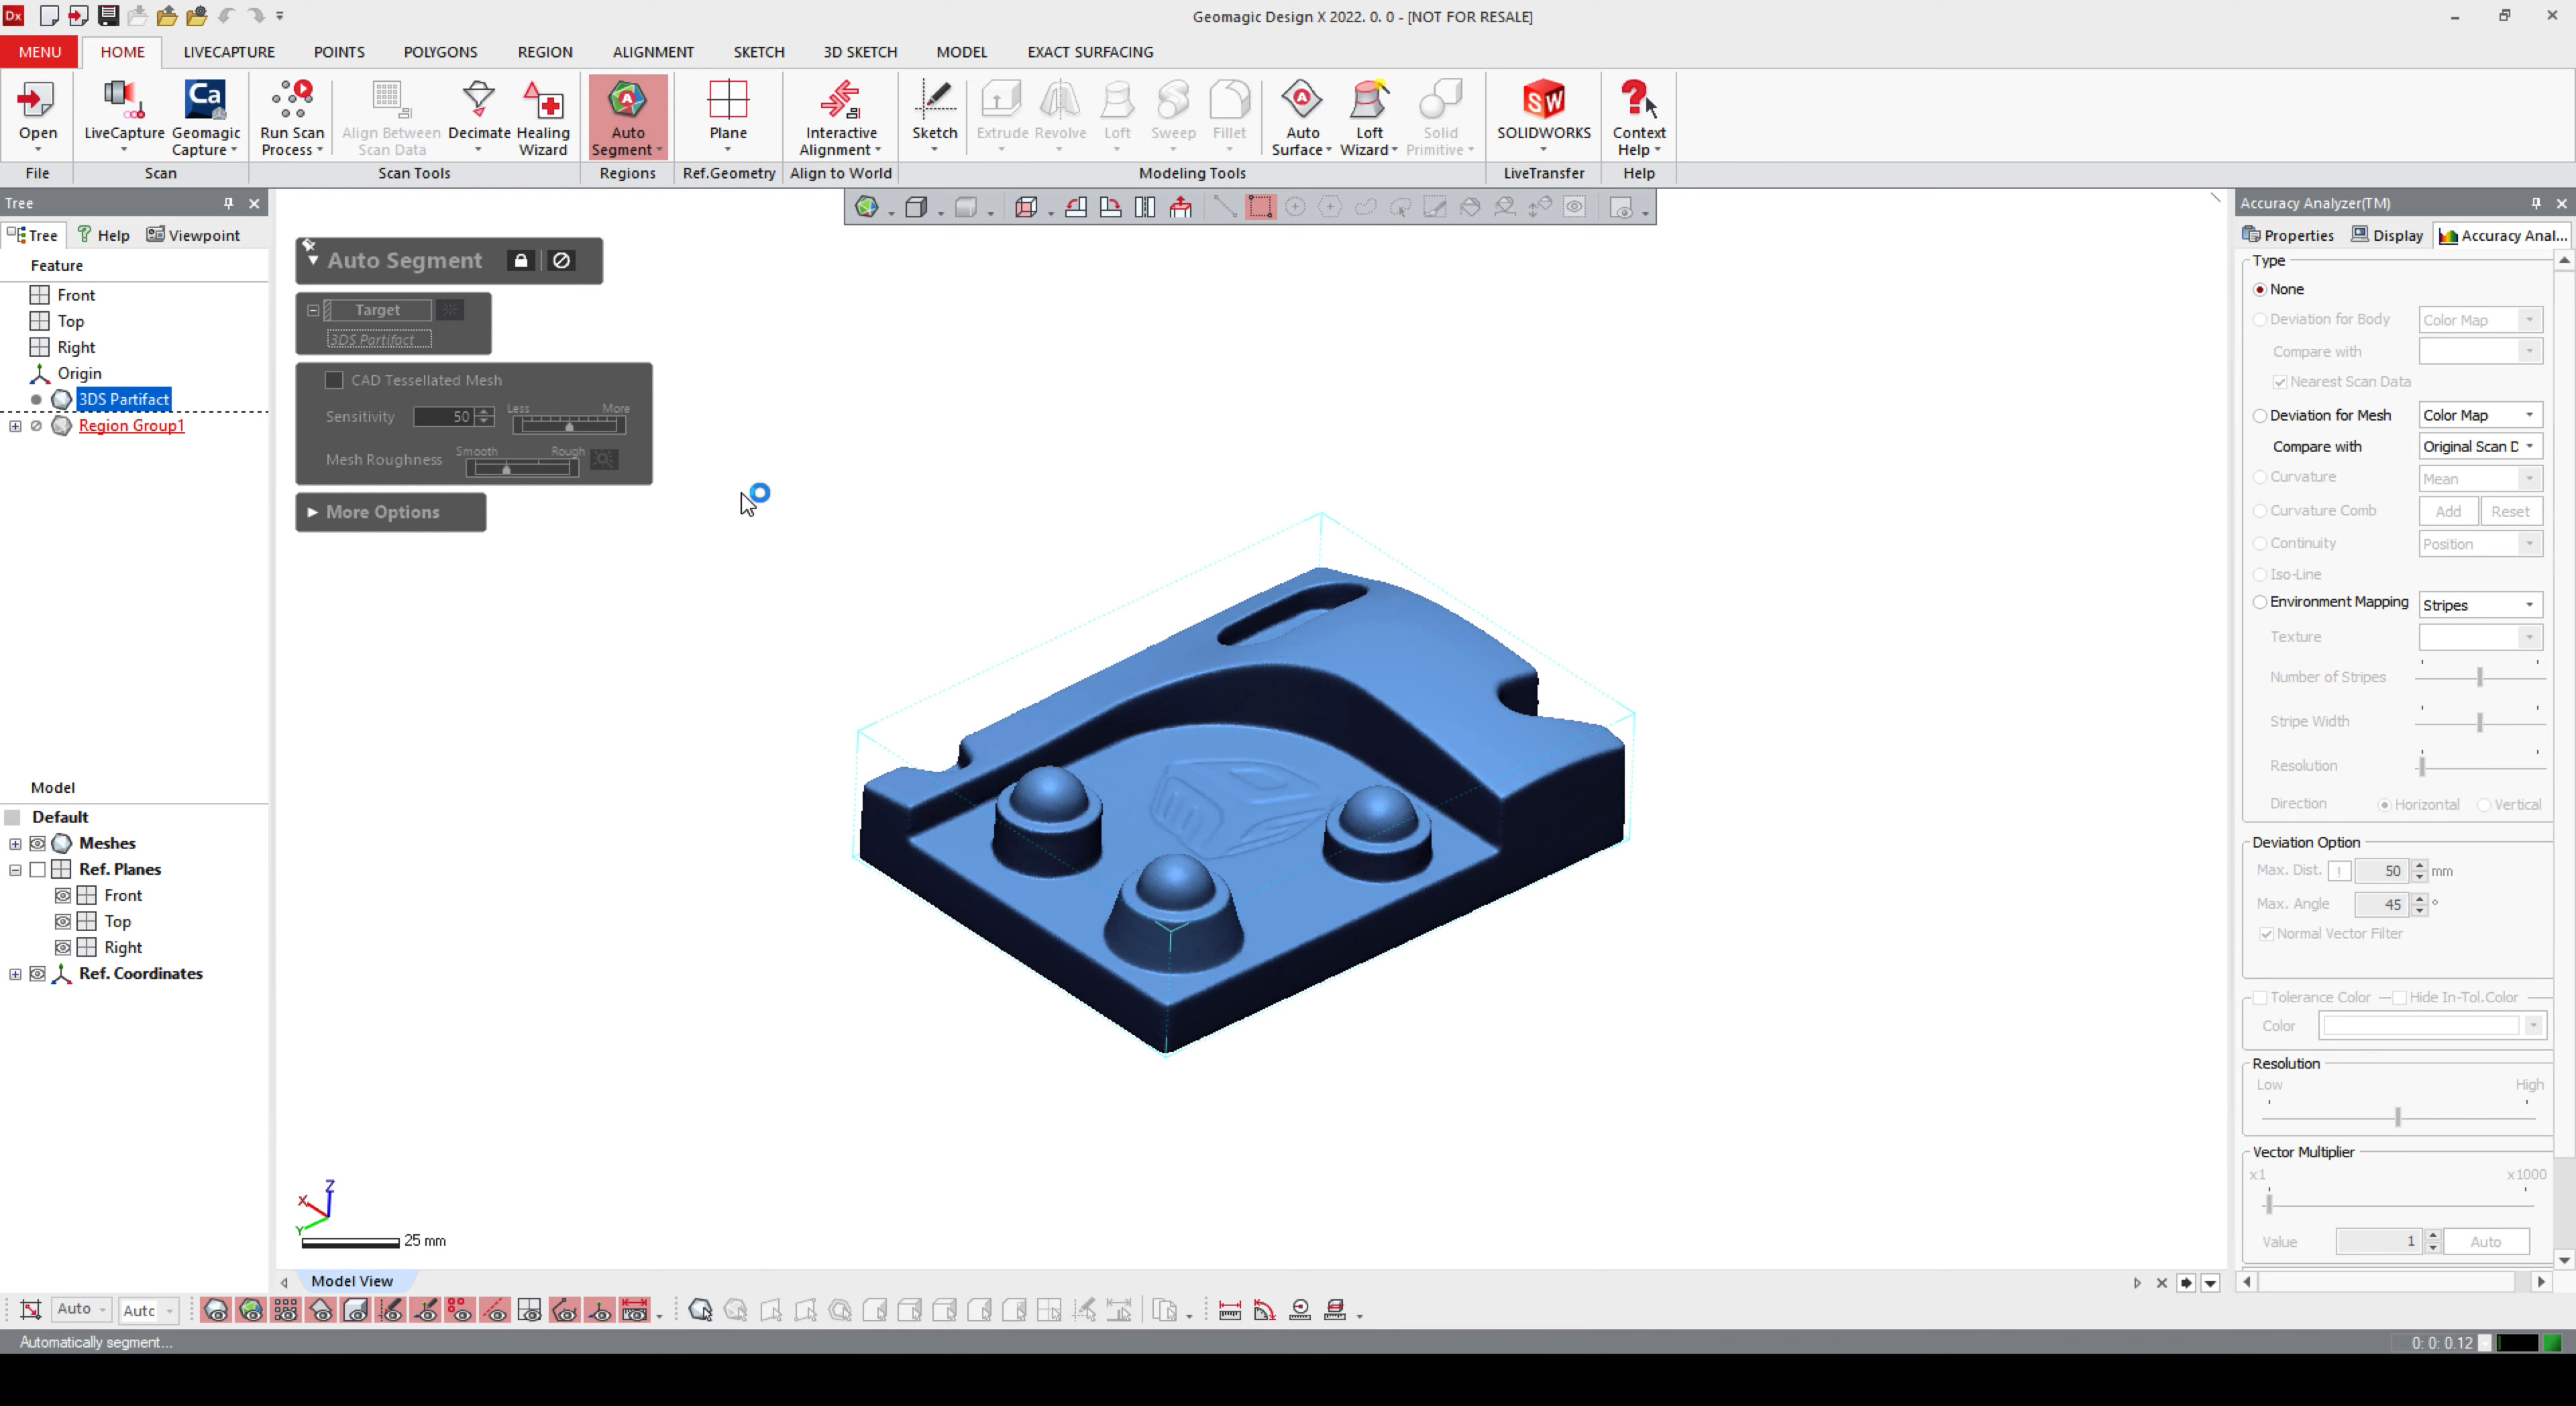 Dx
Geomagic Design X 2022. 0. 0 - [NOT FOR RESALE]
MENU HOME LIVECAPTURE POINTS POLYGONS REGION ALIGNMENT SKETCH 3D SKETCH MODEL EXACT SURFACING
Open LiveCapture Geomagic Capture Run Scan Process Align Between Scan Data Decimate Healing Wizard Auto Segment Plane Interactive Alignment Sketch Extrude Revolve Loft Sweep Fillet Auto Surface Loft Wizard Solid Primitive SOLIDWORKS Context Help
File Scan Scan Tools Regions Ref.Geometry Align to World Modeling Tools LiveTransfer Help
Tree
Tree Help Viewpoint
Feature
Front
Top
Right
Origin
3DS Partifact
Region Group1
Model
Default
Meshes
Ref. Planes
Front
Top
Right
Ref. Coordinates
Auto Segment
Target
3DS Partifact
CAD Tessellated Mesh
Sensitivity 50 Less More
Mesh Roughness Smooth Rough
More Options
X Z
Y
25 mm
Model View
Accuracy Analyzer(TM)
Properties Display Accuracy Anal...
Type
None
Deviation for Body Color Map
Compare with
Nearest Scan Data
Deviation for Mesh Color Map
Compare with Original Scan D
Curvature Mean
Curvature Comb Add Reset
Continuity Position
Iso-Line
Environment Mapping Stripes
Texture
Number of Stripes
Stripe Width
Resolution
Direction Horizontal Vertical
Deviation Option
Max. Dist. ! 50 mm
Max. Angle 45 °
Normal Vector Filter
Tolerance Color Hide In-Tol.Color
Color
Resolution
Low High
Vector Multiplier
x1 x1000
Value 1 Auto
Auto Autc
Automatically segment...
0: 0: 0.12